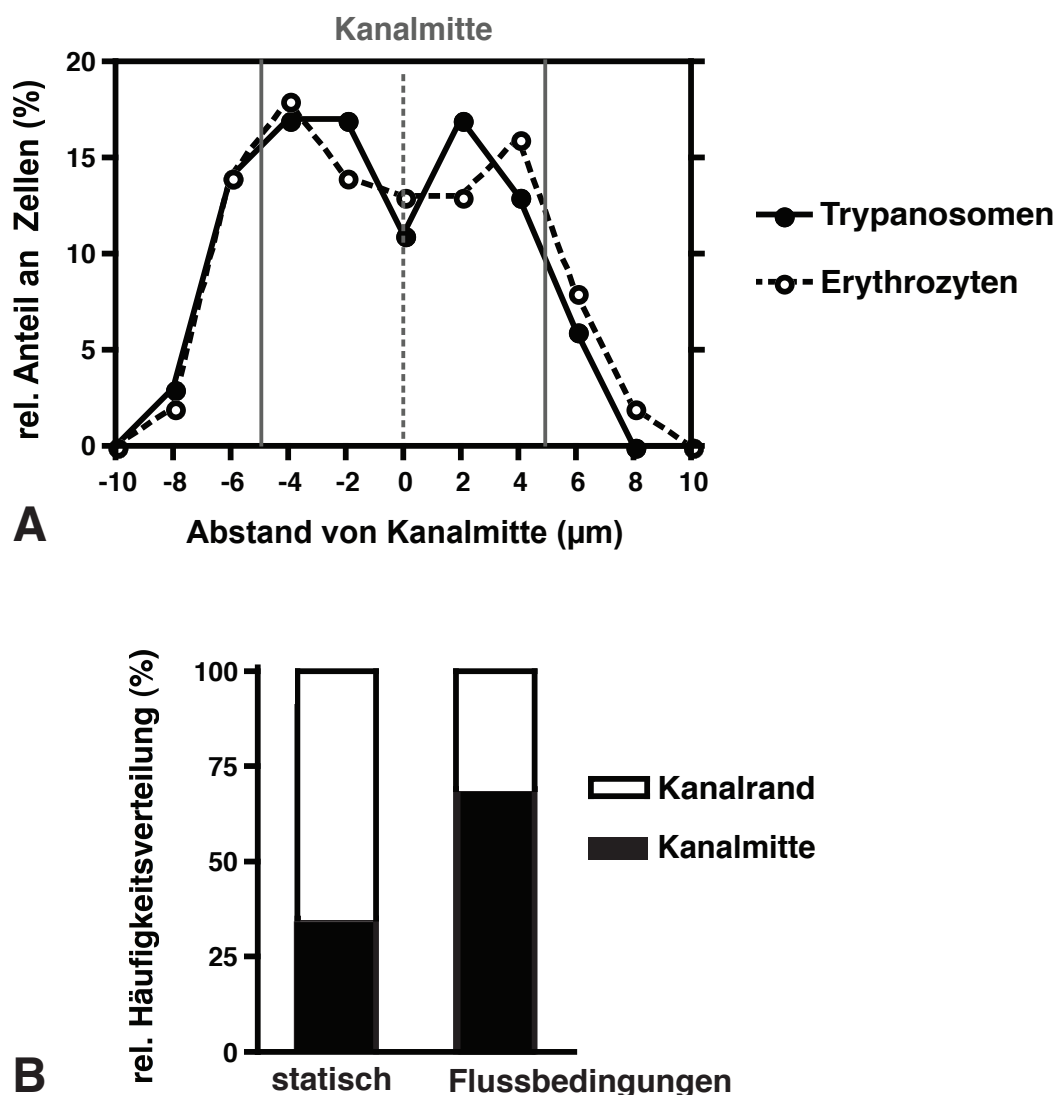 Kanalmitte
rel. Anteil an Zellen (%)
20
15
10
5
0
-10 -8 -6 -4 -2 0 2 4 6 8 10
Abstand von Kanalmitte (µm)
Trypanosomen
Erythrozyten
A
rel. Häufigkeitsverteilung (%)
100
75
50
25
0
statisch Flussbedingungen
Kanalrand
Kanalmitte
B